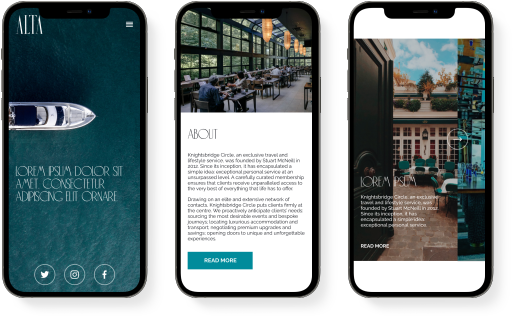 ALTA
LOREM IPSUM DOLOR SIT
AMET, CONSECTETUR
ADIPISCING ELIT ORNARE.
ABOUT
Knightsbridge Circle, an exclusive travel and
lifestyle service, was founded by Stuart McNeill in
2012. Since its inception, it has encapsulated a
simple idea: exceptional personal service at an
unsurpassed level. A carefully curated membership
ensures that clients receive unparalleled access to
the very best of everything that life has to offer.
Drawing on an elite and extensive network of
contacts, Knightsbridge Circle puts clients firmly at
the centre. We proactively anticipate clients' needs:
sourcing the most desirable events and bespoke
journeys; locating luxurious accommodation and
transport; negotiating premium upgrades and
savings; opening doors to unique and unforgettable
experiences.
READ MORE
LOREM IPSUM
Knightsbridge Circle, an exclusive
travel and lifestyle service, was
founded by Stuart McNeill in 2012.
Since its inception, it has
encapsulated a simple idea:
exceptional personal service.
READ MORE